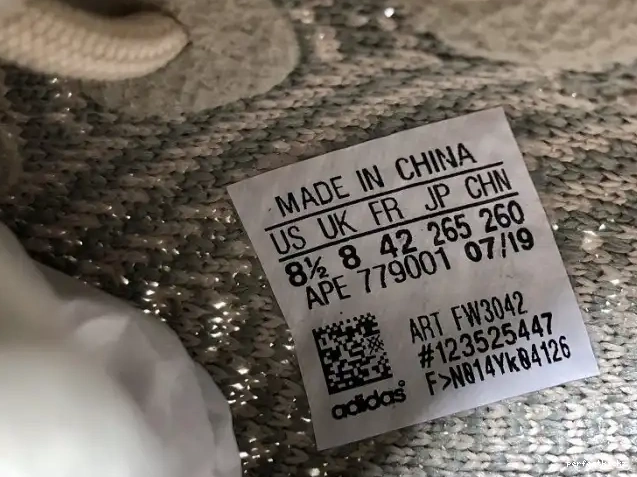 MADE IN CHINA
US UK FR JP CHN
8½ 8 42 265 260
APE 779001 07/19
ART FW3042
#123525447
F>N014Yk04126
adidas